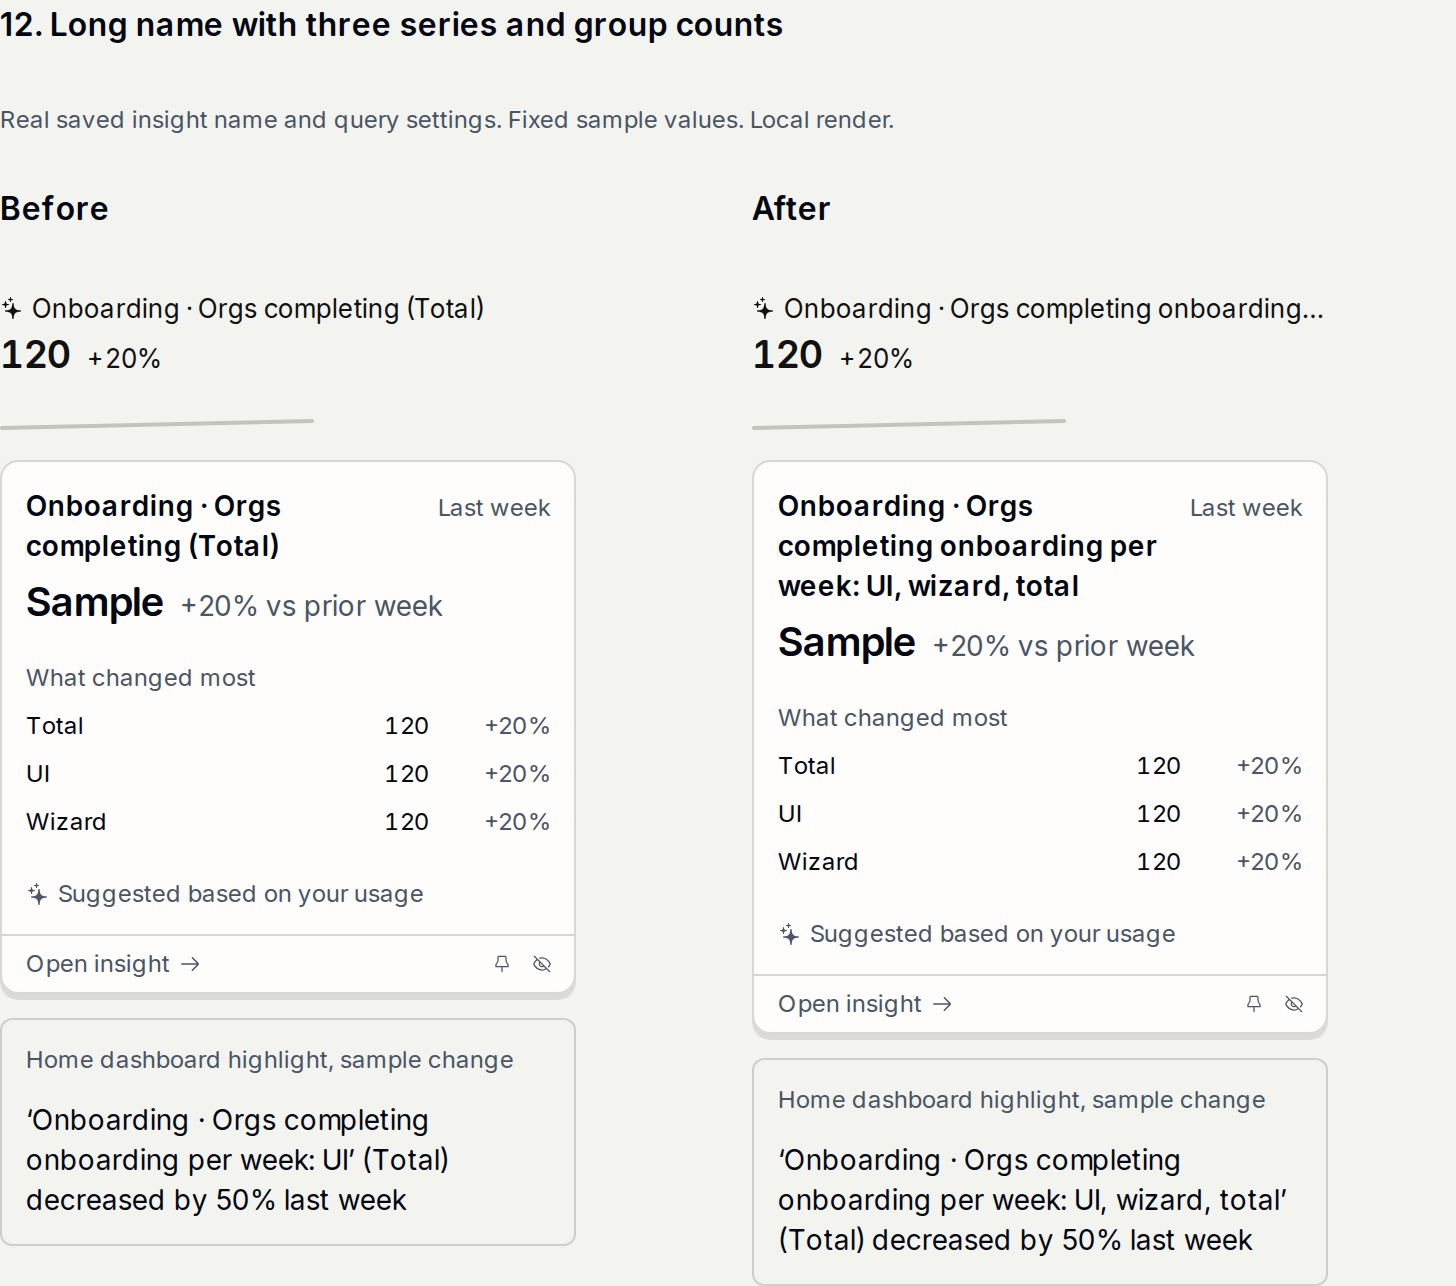 12. Long name with three series and group counts
Real saved insight name and query settings. Fixed sample values. Local render.
Before
Onboarding · Orgs completing (Total)
120 +20%
Onboarding · Orgs
completing (Total)
Last week
Sample +20% vs prior week
What changed most
Total 120 +20%
UI 120 +20%
Wizard 120 +20%
Suggested based on your usage
Open insight →
Home dashboard highlight, sample change
‘Onboarding · Orgs completing
onboarding per week: UI’ (Total)
decreased by 50% last week
After
Onboarding · Orgs completing onboarding...
120 +20%
Onboarding · Orgs
completing onboarding per
week: UI, wizard, total
Last week
Sample +20% vs prior week
What changed most
Total 120 +20%
UI 120 +20%
Wizard 120 +20%
Suggested based on your usage
Open insight →
Home dashboard highlight, sample change
‘Onboarding · Orgs completing
onboarding per week: UI, wizard, total’
(Total) decreased by 50% last week